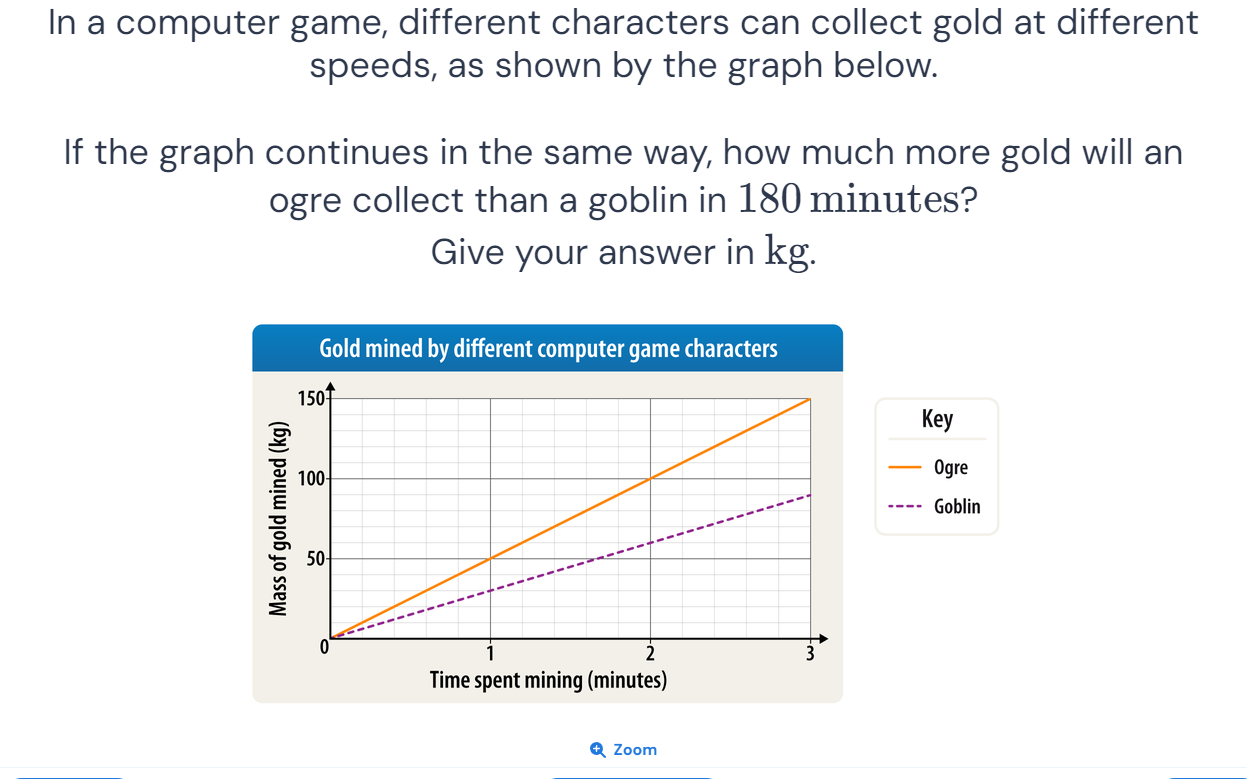 In a computer game, different characters can collect gold at different
speeds, as shown by the graph below.
If the graph continues in the same way, how much more gold will an
ogre collect than a goblin in 180 minutes?
Give your answer in kg.
Gold mined by different computer game characters
Mass of gold mined (kg)
150
100
50
0
1
2
3
Time spent mining (minutes)
Key
Ogre
Goblin
Zoom